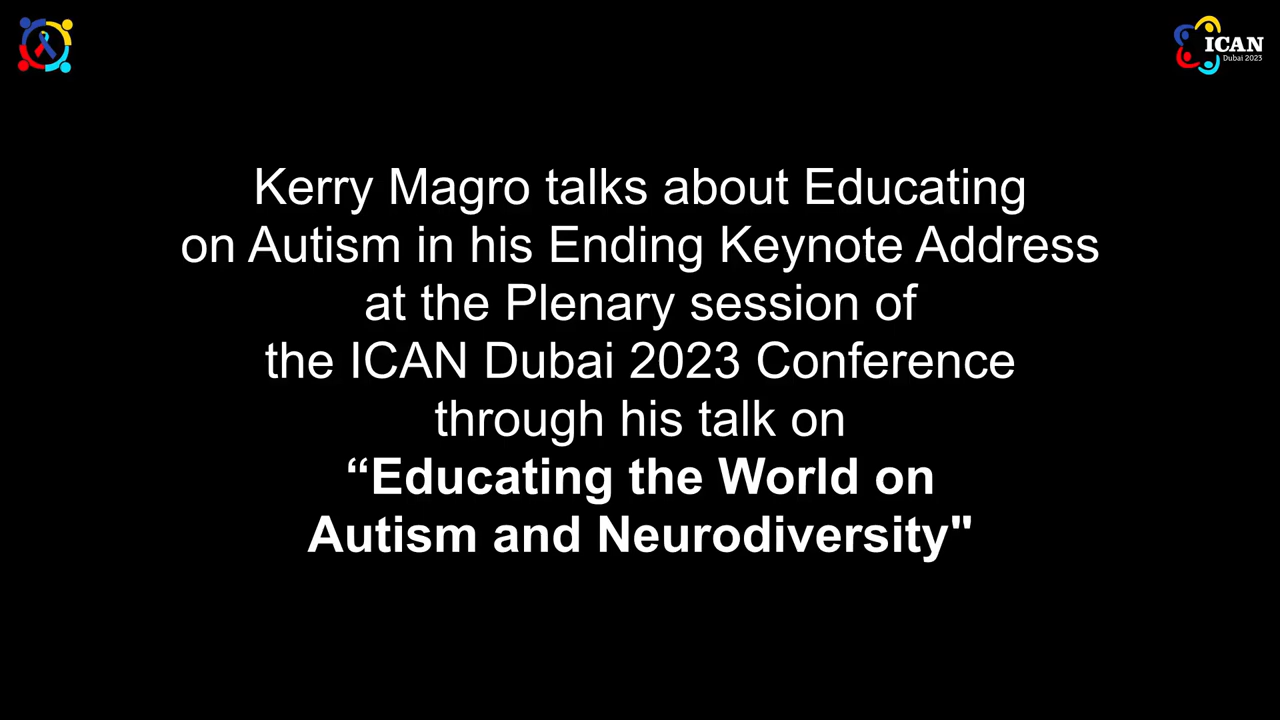 ICAN
Dubai 2023
Kerry Magro talks about Educating
on Autism in his Ending Keynote Address
at the Plenary session of
the ICAN Dubai 2023 Conference
through his talk on
“Educating the World on
Autism and Neurodiversity"